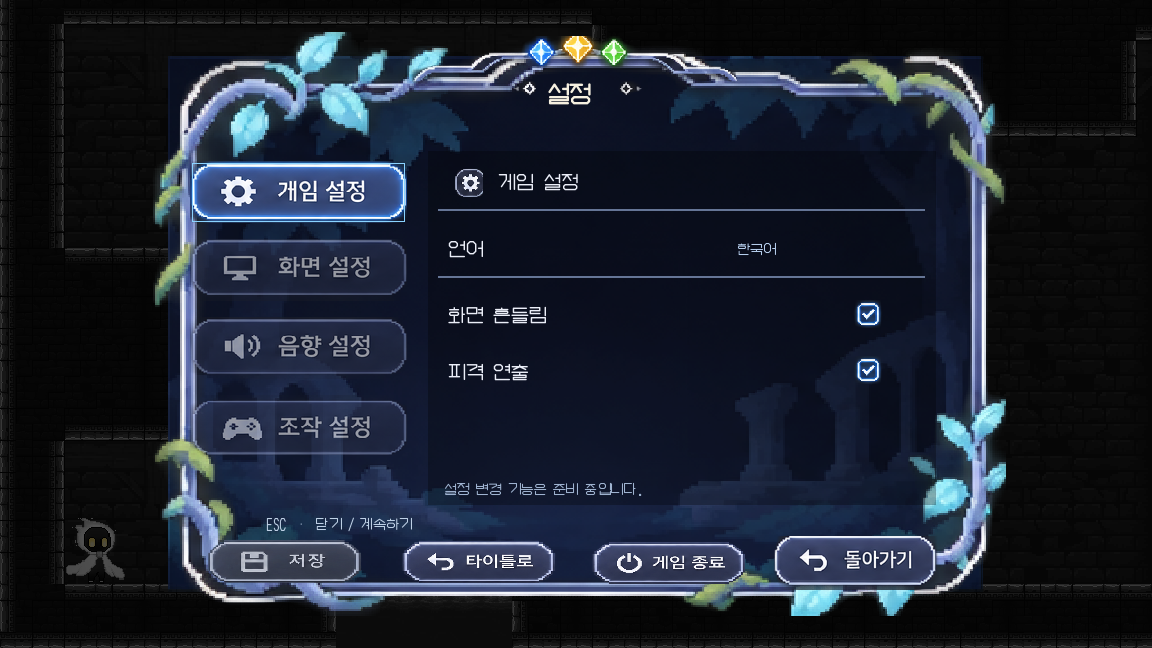 설정
게임 설정
화면 설정
음향 설정
조작 설정
게임 설정
언어 한국어
화면 흔들림
피격 연출
설정 변경 기능은 준비 중입니다.
ESC · 닫기 / 계속하기
저장 타이틀로 게임 종료 돌아가기